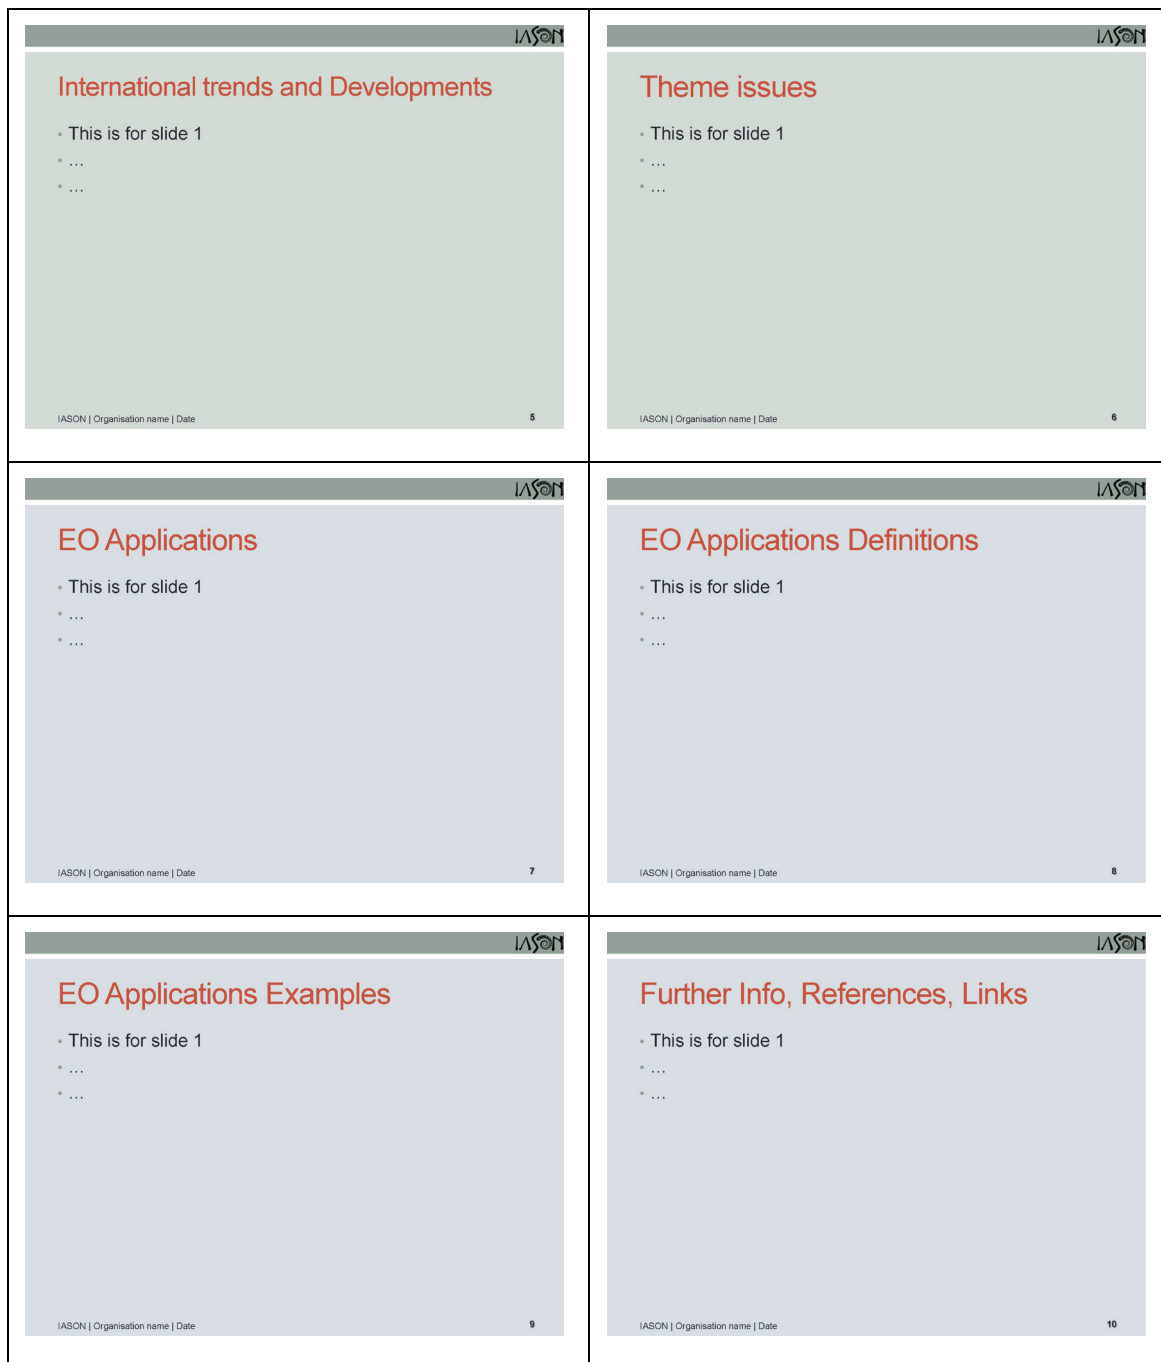 IASON
International trends and Developments
• This is for slide 1
• ...
• ...
IASON | Organisation name | Date
5
IASON
Theme issues
• This is for slide 1
• ...
• ...
IASON | Organisation name | Date
6
IASON
EO Applications
• This is for slide 1
• ...
• ...
IASON | Organisation name | Date
7
IASON
EO Applications Definitions
• This is for slide 1
• ...
• ...
IASON | Organisation name | Date
8
IASON
EO Applications Examples
• This is for slide 1
• ...
• ...
IASON | Organisation name | Date
9
IASON
Further Info, References, Links
• This is for slide 1
• ...
• ...
IASON | Organisation name | Date
10